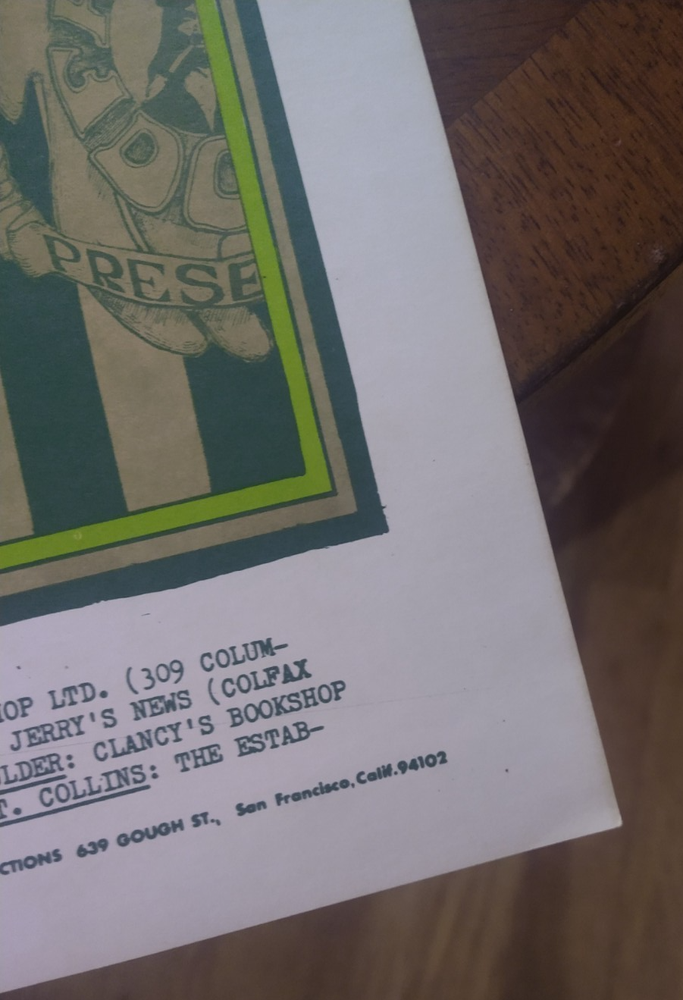 PRESE
HOP LTD. (309 COLUM-
JERRY'S NEWS (COLFAX
ULDER: CLANCY'S BOOKSHOP
T. COLLINS: THE ESTAB-
CTIONS 639 GOUGH ST., San Francisco, Calif. 94102